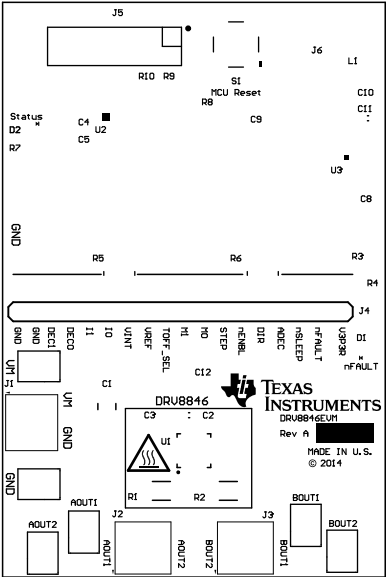 J5
J6
L1
R10 R9
S1
MCU Reset
R8
C10
C11
Status
D2
C4
U2
C9
R7
C5
U3
C8
GND
R5
R6
R3
R4
J4
GND
GND
DEC1
DEC0
I1
I0
VINT
VREF
TOFF_SEL
M1
M0
STEP
nENBL
DIR
ADEC
nSLEEP
nFAULT
V3P3R
D1
nFAULT
VM
J1
VM
GND
GND
C1
C12
TEXAS
INSTRUMENTS
DRV8846
DRV8846EVM
Rev A
MADE IN U.S.
© 2014
C3
C2
U1
R1
R2
AOUT1
AOUT2
J2
AOUT1
AOUT2
J3
BOUT2
BOUT1
BOUT1
BOUT2